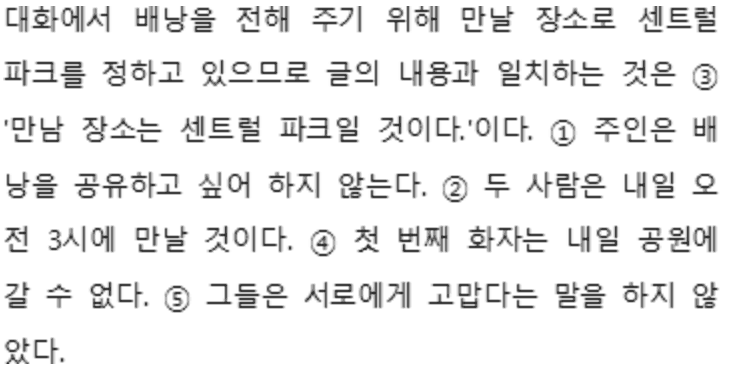 대화에서 배낭을 전해 주기 위해 만날 장소로 센트럴
파크를 정하고 있으므로 글의 내용과 일치하는 것은 ③
'만남 장소는 센트럴 파크일 것이다.'이다. ① 주인은 배
낭을 공유하고 싶어 하지 않는다. ② 두 사람은 내일 오
전 3시에 만날 것이다. ④ 첫 번째 화자는 내일 공원에
갈 수 없다. ⑤ 그들은 서로에게 고맙다는 말을 하지 않
았다.